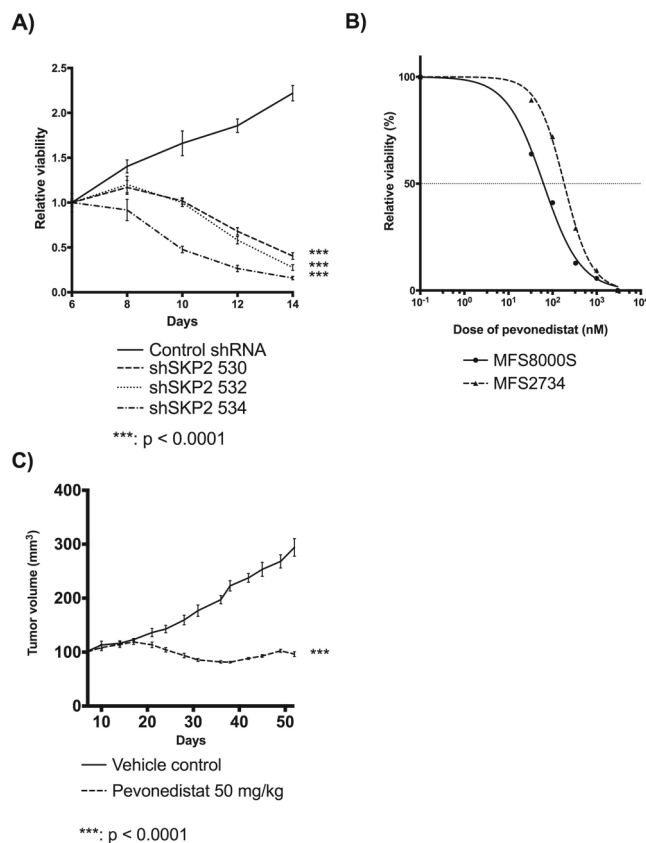 A)
Relative viability
2.5
2.0
1.5
1.0
0.5
0.0
6 8 10 12 14
Days
***
***
***
Control shRNA
shSKP2 530
shSKP2 532
shSKP2 534
***: p < 0.0001
B)
Relative viability (%)
100
50
0
10⁻¹ 10⁰ 10¹ 10² 10³ 10⁴
Dose of pevonedistat (nM)
MFS8000S
MFS2734
C)
Tumor volume (mm³)
400
300
200
100
0
10 20 30 40 50
Days
***
Vehicle control
Pevonedistat 50 mg/kg
***: p < 0.0001